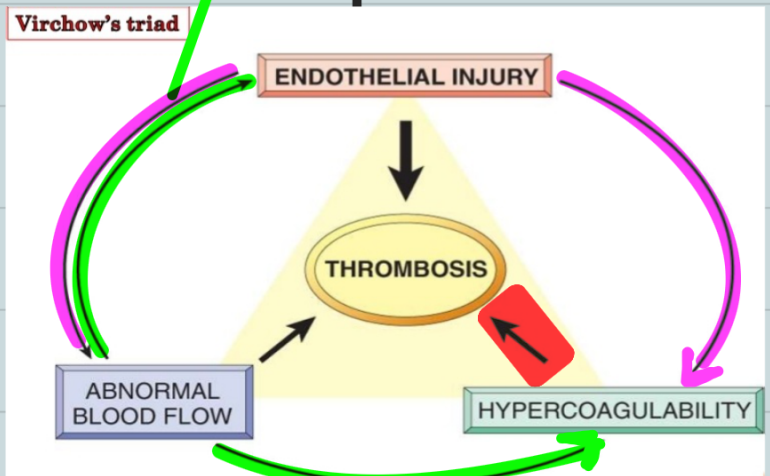 Virchow's triad
ENDOTHELIAL INJURY
THROMBOSIS
ABNORMAL
BLOOD FLOW
HYPERCOAGULABILITY